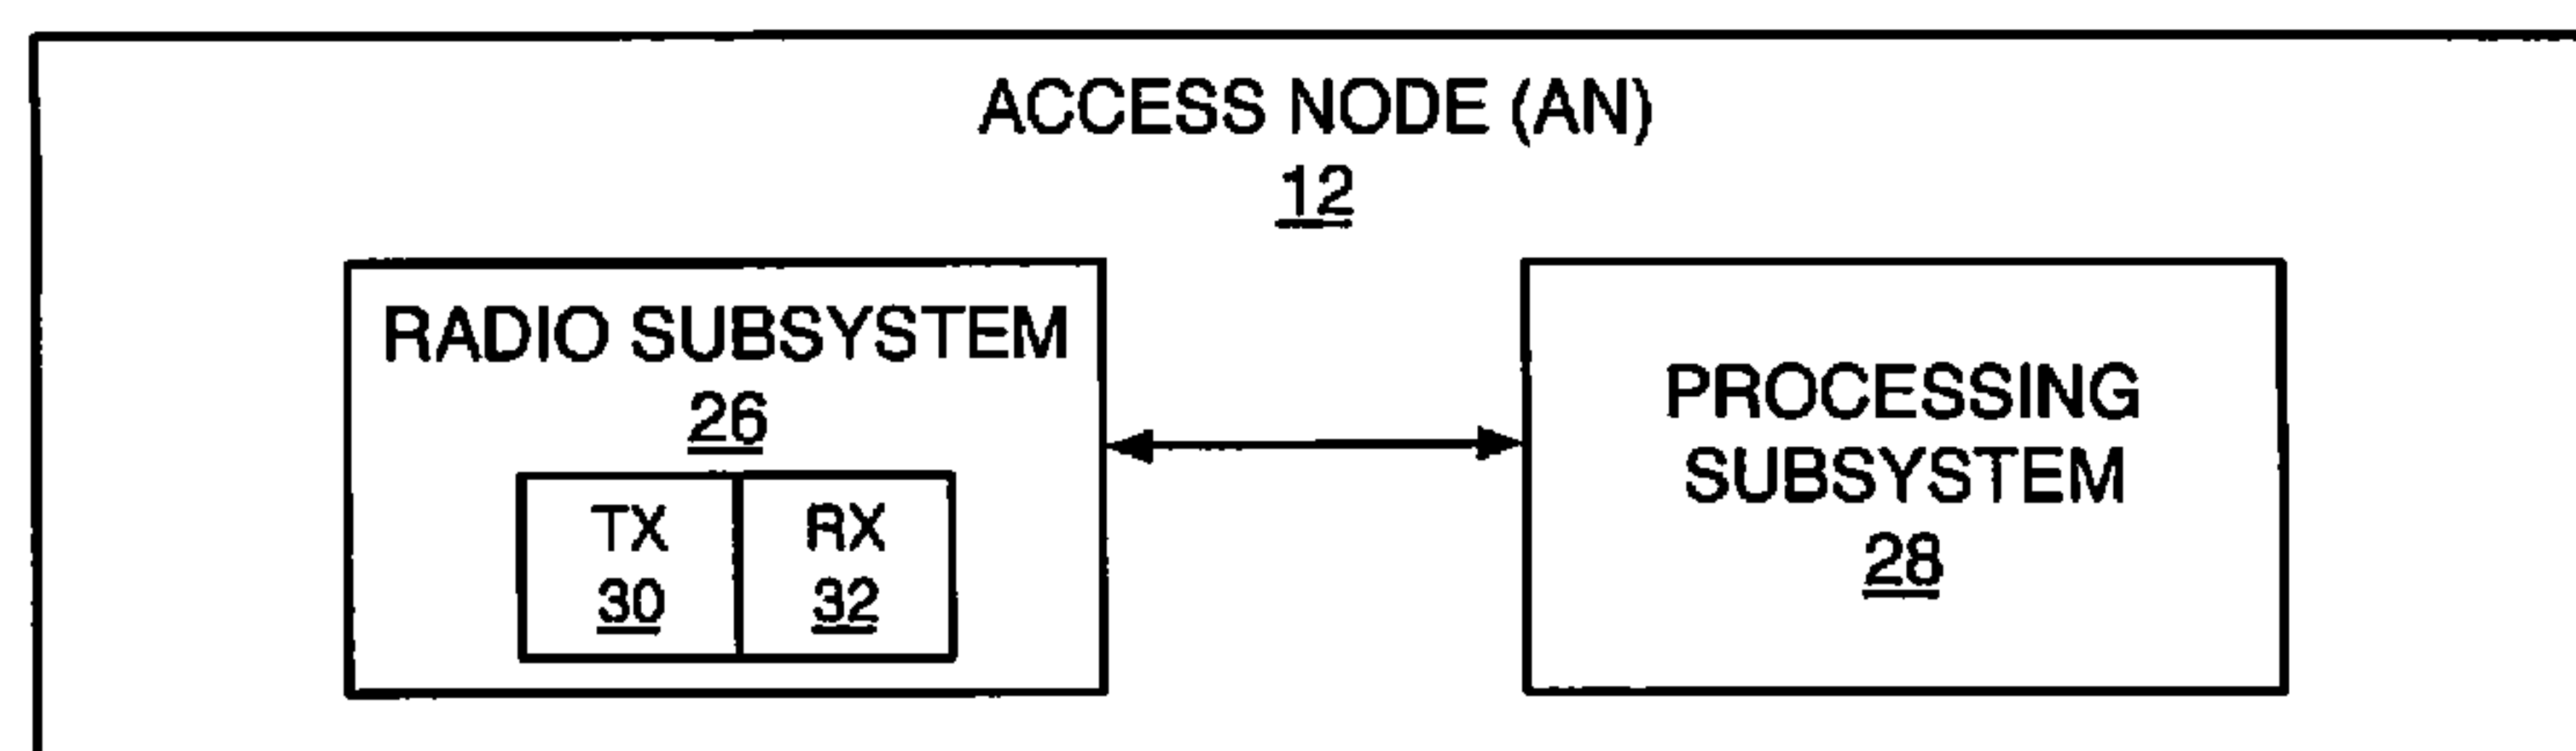 ACCESS NODE (AN)
12
RADIO SUBSYSTEM
26
TX
30
RX
32
PROCESSING
SUBSYSTEM
28